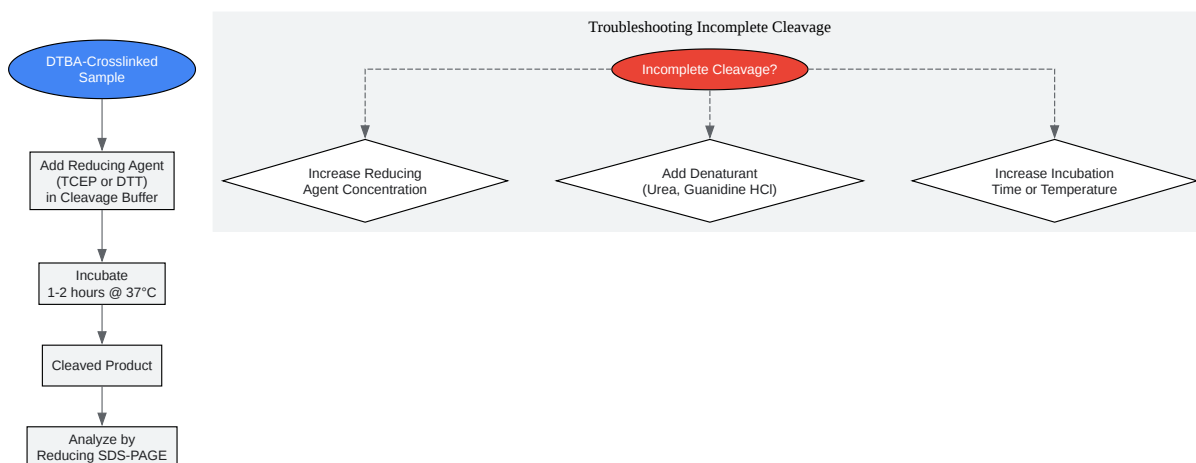 DTBA-Crosslinked
Sample
Add Reducing Agent
(TCEP or DTT)
in Cleavage Buffer
Incubate
1-2 hours @ 37°C
Cleaved Product
Analyze by
Reducing SDS-PAGE
Troubleshooting Incomplete Cleavage
Incomplete Cleavage?
Increase Reducing
Agent Concentration
Add Denaturant
(Urea, Guanidine HCl)
Increase Incubation
Time or Temperature